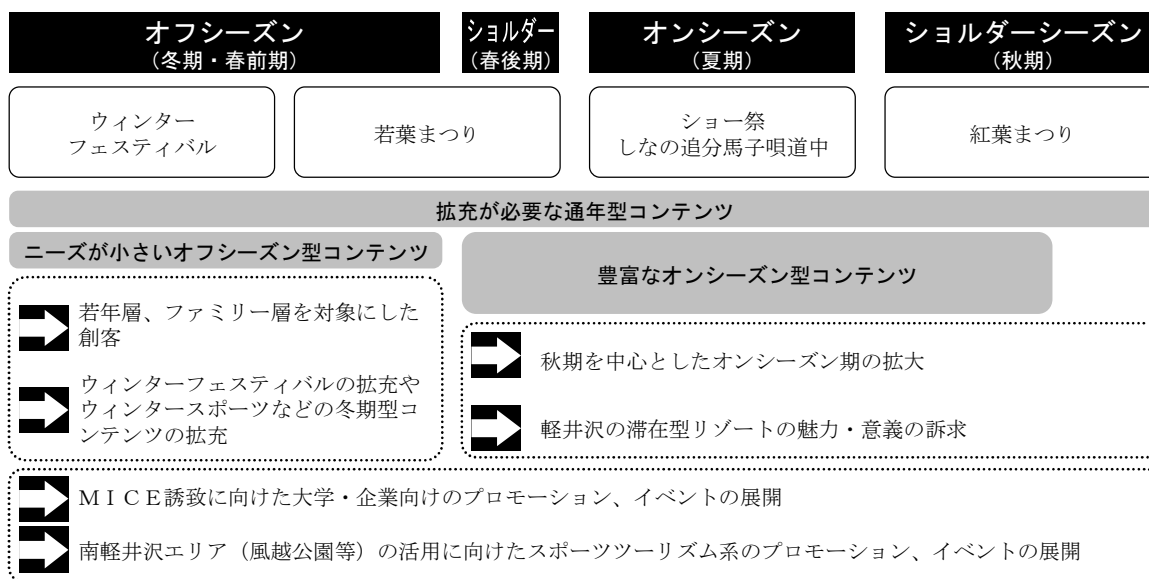 オフシーズン
（冬期・春前期）
ショルダー
（春後期）
オンシーズン
（夏期）
ショルダーシーズン
（秋期）
ウィンター
フェスティバル
若葉まつり
ショー祭
しなの追分馬子唄道中
紅葉まつり
拡充が必要な通年型コンテンツ
ニーズが小さいオフシーズン型コンテンツ
豊富なオンシーズン型コンテンツ
若年層、ファミリー層を対象にした
創客
ウィンターフェスティバルの拡充や
ウィンタースポーツなどの冬期型コ
ンテンツの拡充
秋期を中心としたオンシーズン期の拡大
軽井沢の滞在型リゾートの魅力・意義の訴求
ＭＩＣＥ誘致に向けた大学・企業向けのプロモーション、イベントの展開
南軽井沢エリア（風越公園等）の活用に向けたスポーツツーリズム系のプロモーション、イベントの展開